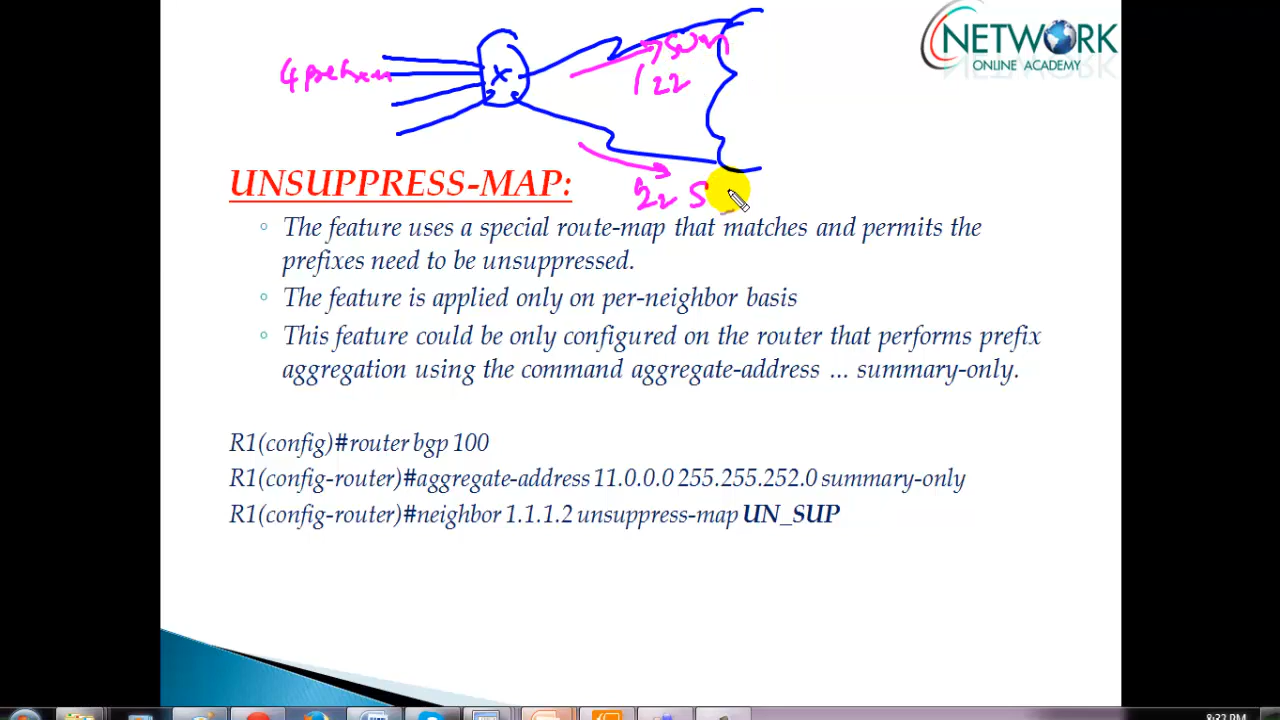 NETWORK
ONLINE ACADEMY
4 prefixes
122
UNSUPPRESS-MAP:
22 S
◦ The feature uses a special route-map that matches and permits the
prefixes need to be unsuppressed.
◦ The feature is applied only on per-neighbor basis
◦ This feature could be only configured on the router that performs prefix
aggregation using the command aggregate-address ... summary-only.
R1(config)#router bgp 100
R1(config-router)#aggregate-address 11.0.0.0 255.255.252.0 summary-only
R1(config-router)#neighbor 1.1.1.2 unsuppress-map UN_SUP